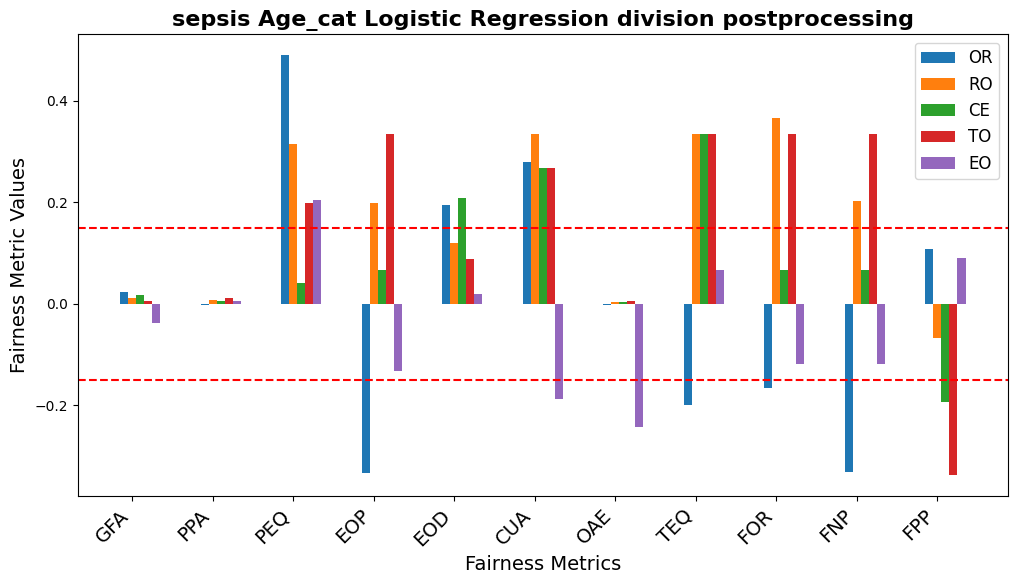 sepsis Age_cat Logistic Regression division postprocessing
Fairness Metric Values
0.4
0.2
0.0
−0.2
OR
RO
CE
TO
EO
GFA
PPA
PEQ
EOP
EOD
CUA
OAE
TEQ
FOR
FNP
FPP
Fairness Metrics